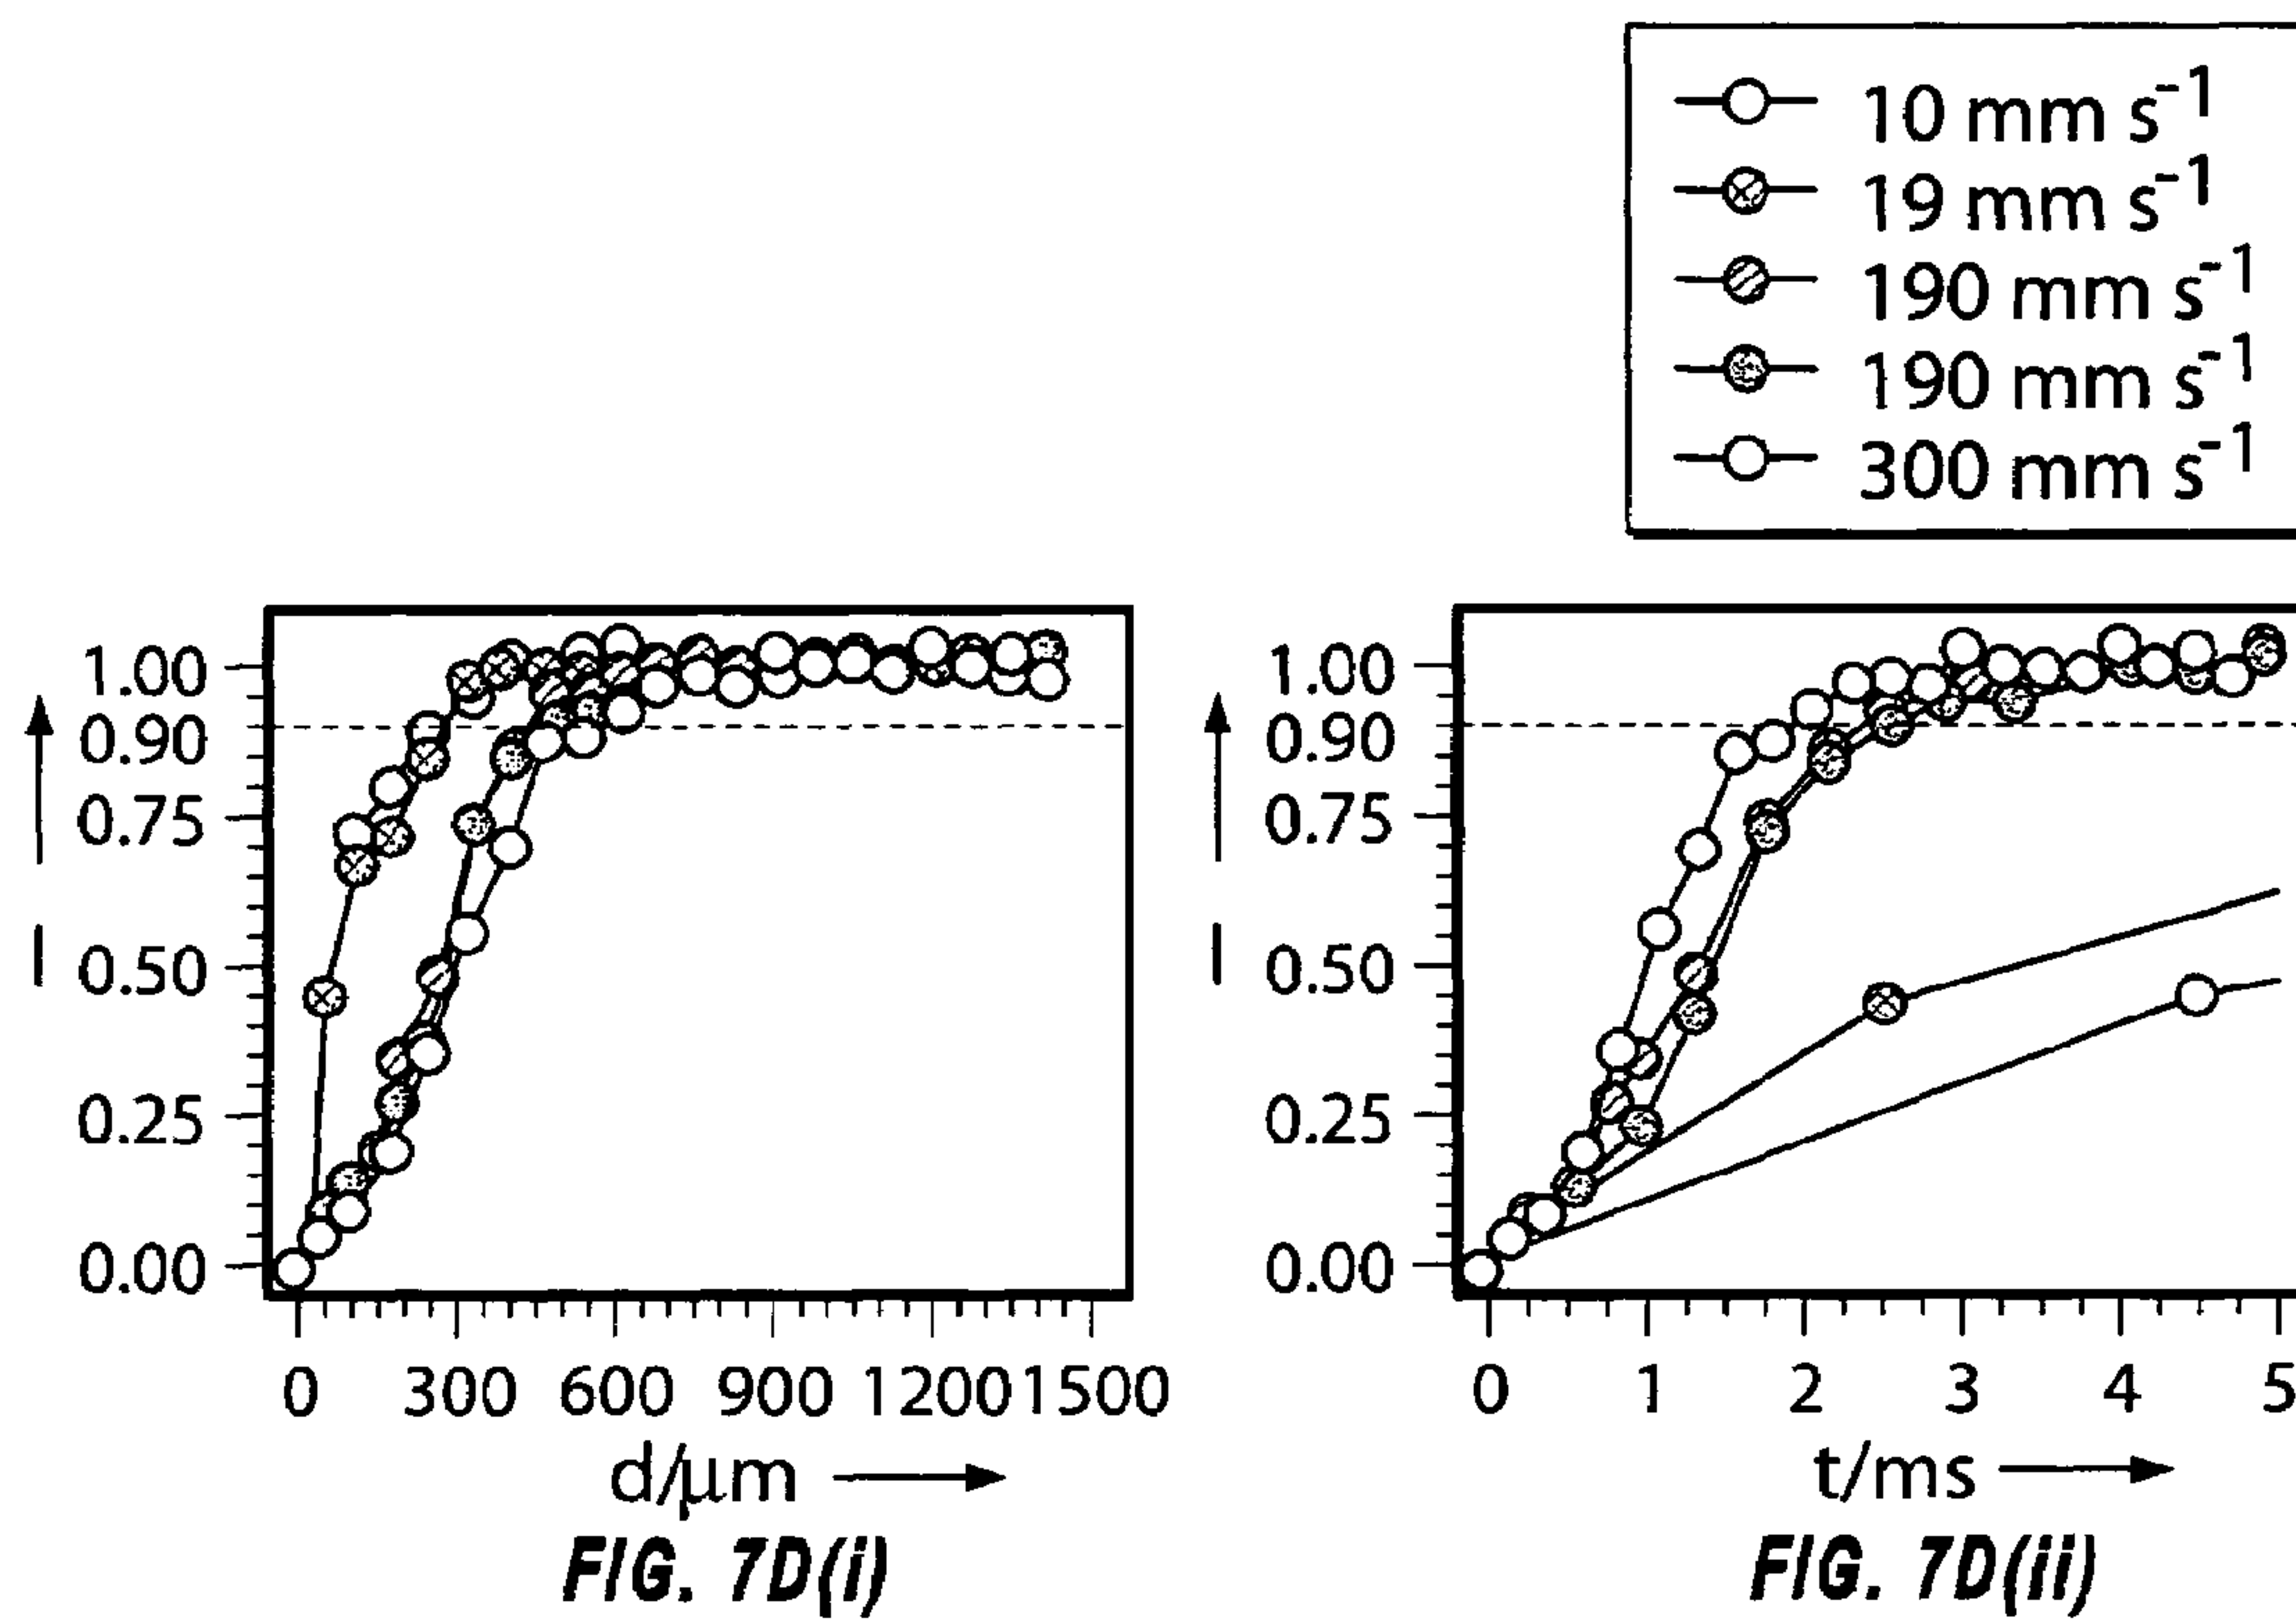 10 mm s-1
19 mm s-1
190 mm s-1
190 mm s-1
300 mm s-1
1.00
0.90
0.75
0.50
0.25
0.00
I
0 300 600 900 1200 1500
d/μm
FIG. 7D(i)
1.00
0.90
0.75
0.50
0.25
0.00
I
0 1 2 3 4 5
t/ms
FIG. 7D(ii)